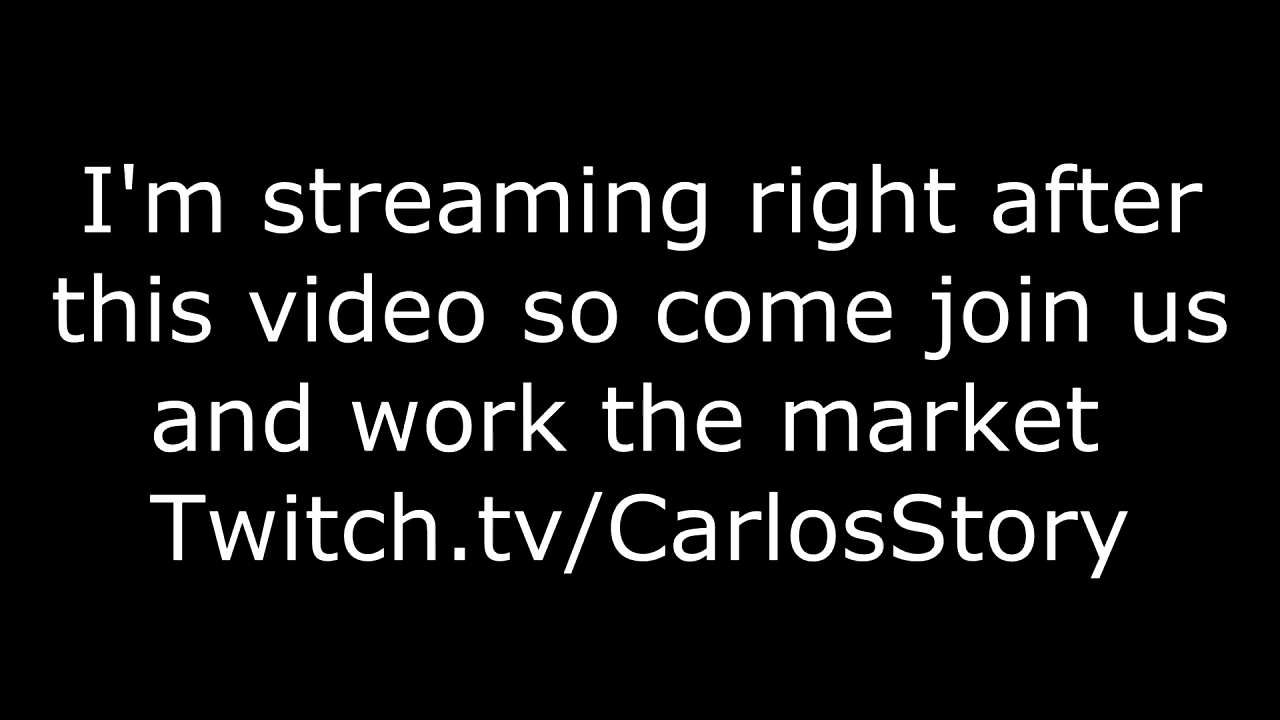 I'm streaming right after
this video so come join us
and work the market
Twitch.tv/CarlosStory